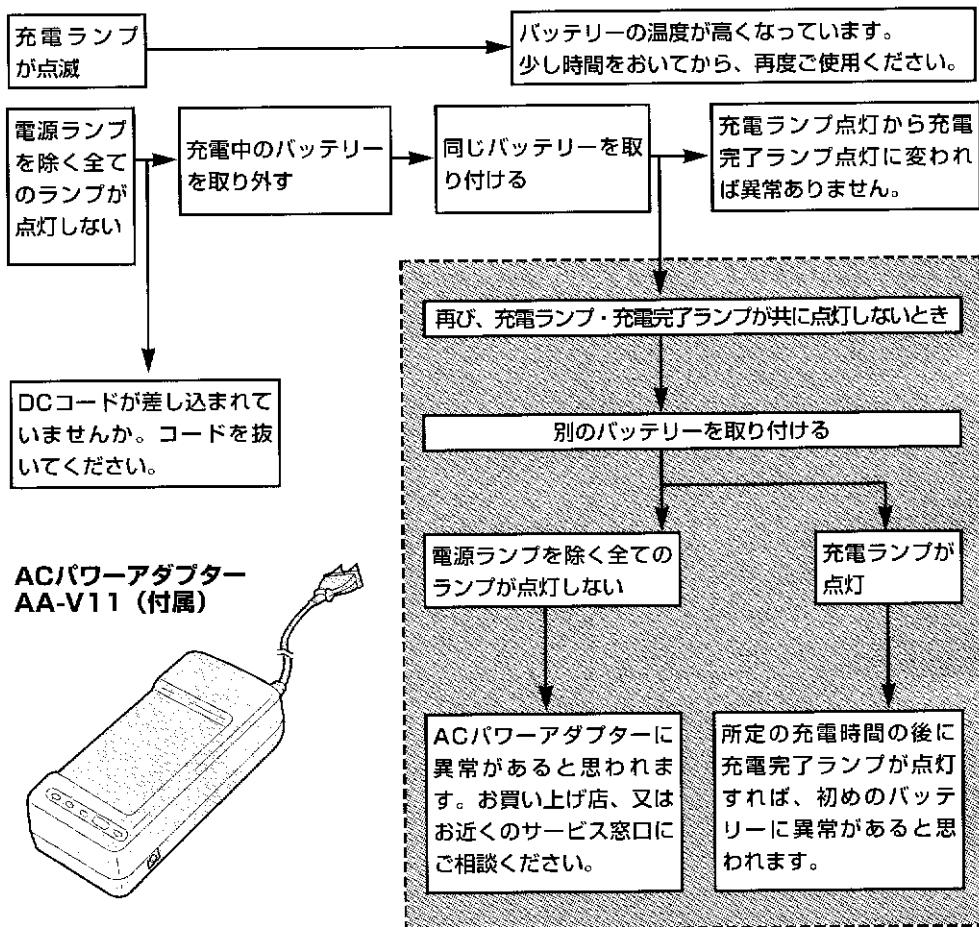 充電ランプ
が点滅
バッテリーの温度が高くなっています。
少し時間をおいてから、再度ご使用ください。
電源ランプ
を除く全て
のランプが
点灯しない
充電中のバッテリー
を取り外す
同じバッテリーを取
り付ける
充電ランプ点灯から充電
完了ランプ点灯に変われ
ば異常ありません。
再び、充電ランプ・充電完了ランプが共に点灯しないとき
DCコードが差し込まれて
いませんか。コードを抜
いてください。
別のバッテリーを取り付ける
電源ランプを除く全ての
ランプが点灯しない
充電ランプが
点灯
ACパワーアダプター
AA-V11（付属）
ACパワーアダプターに
異常があると思われま
す。お買い上げ店、又は
お近くのサービス窓口に
ご相談ください。
所定の充電時間の後に
充電完了ランプが点灯
すれば、初めのバッテ
リーに異常があると思
われます。